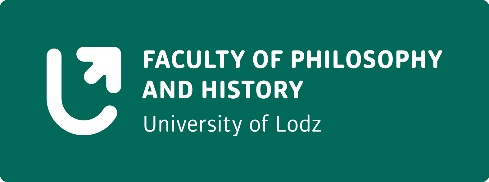 FACULTY OF PHILOSOPHY
AND HISTORY
University of Lodz